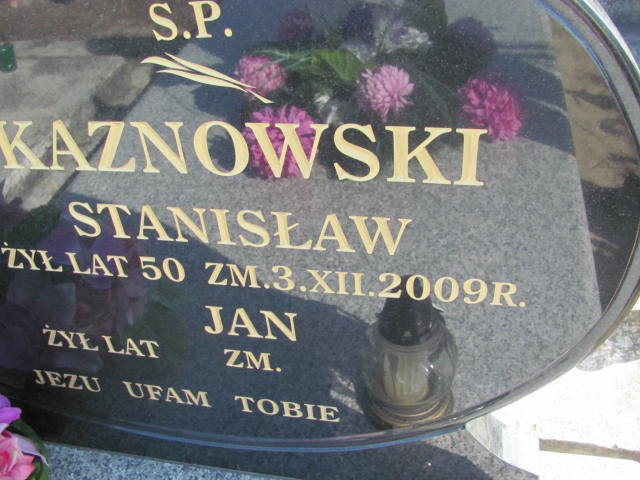 S.P.
KAZNOWSKI
STANISŁAW
ŻYŁ LAT 50 ZM.3.XII.2009R.
JAN
ŻYŁ LAT ZM.
JEZU UFAM TOBIE